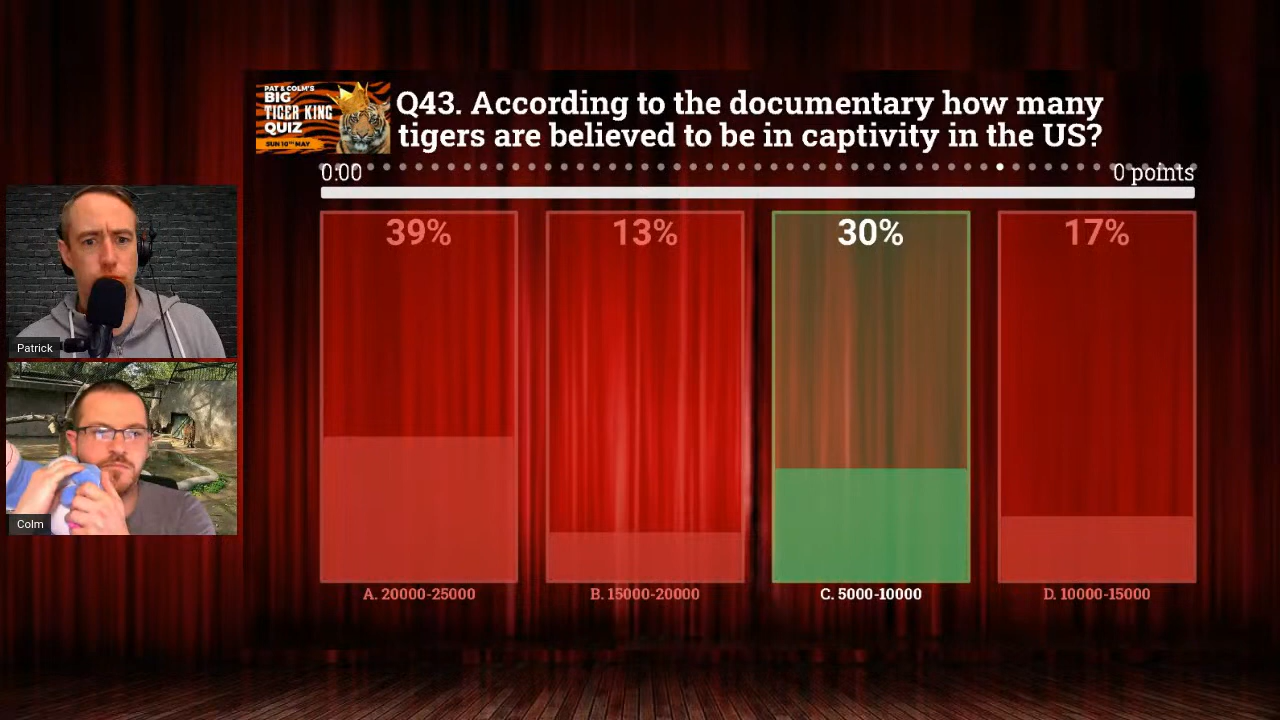 PAT & COLM'S
BIG
TIGER KING
QUIZ
SUN 10TH MAY
Q43. According to the documentary how many
tigers are believed to be in captivity in the US?
0:00
0 points
39%
13%
30%
17%
A. 20000-25000
B. 15000-20000
C. 5000-10000
D. 10000-15000
Patrick
Colm